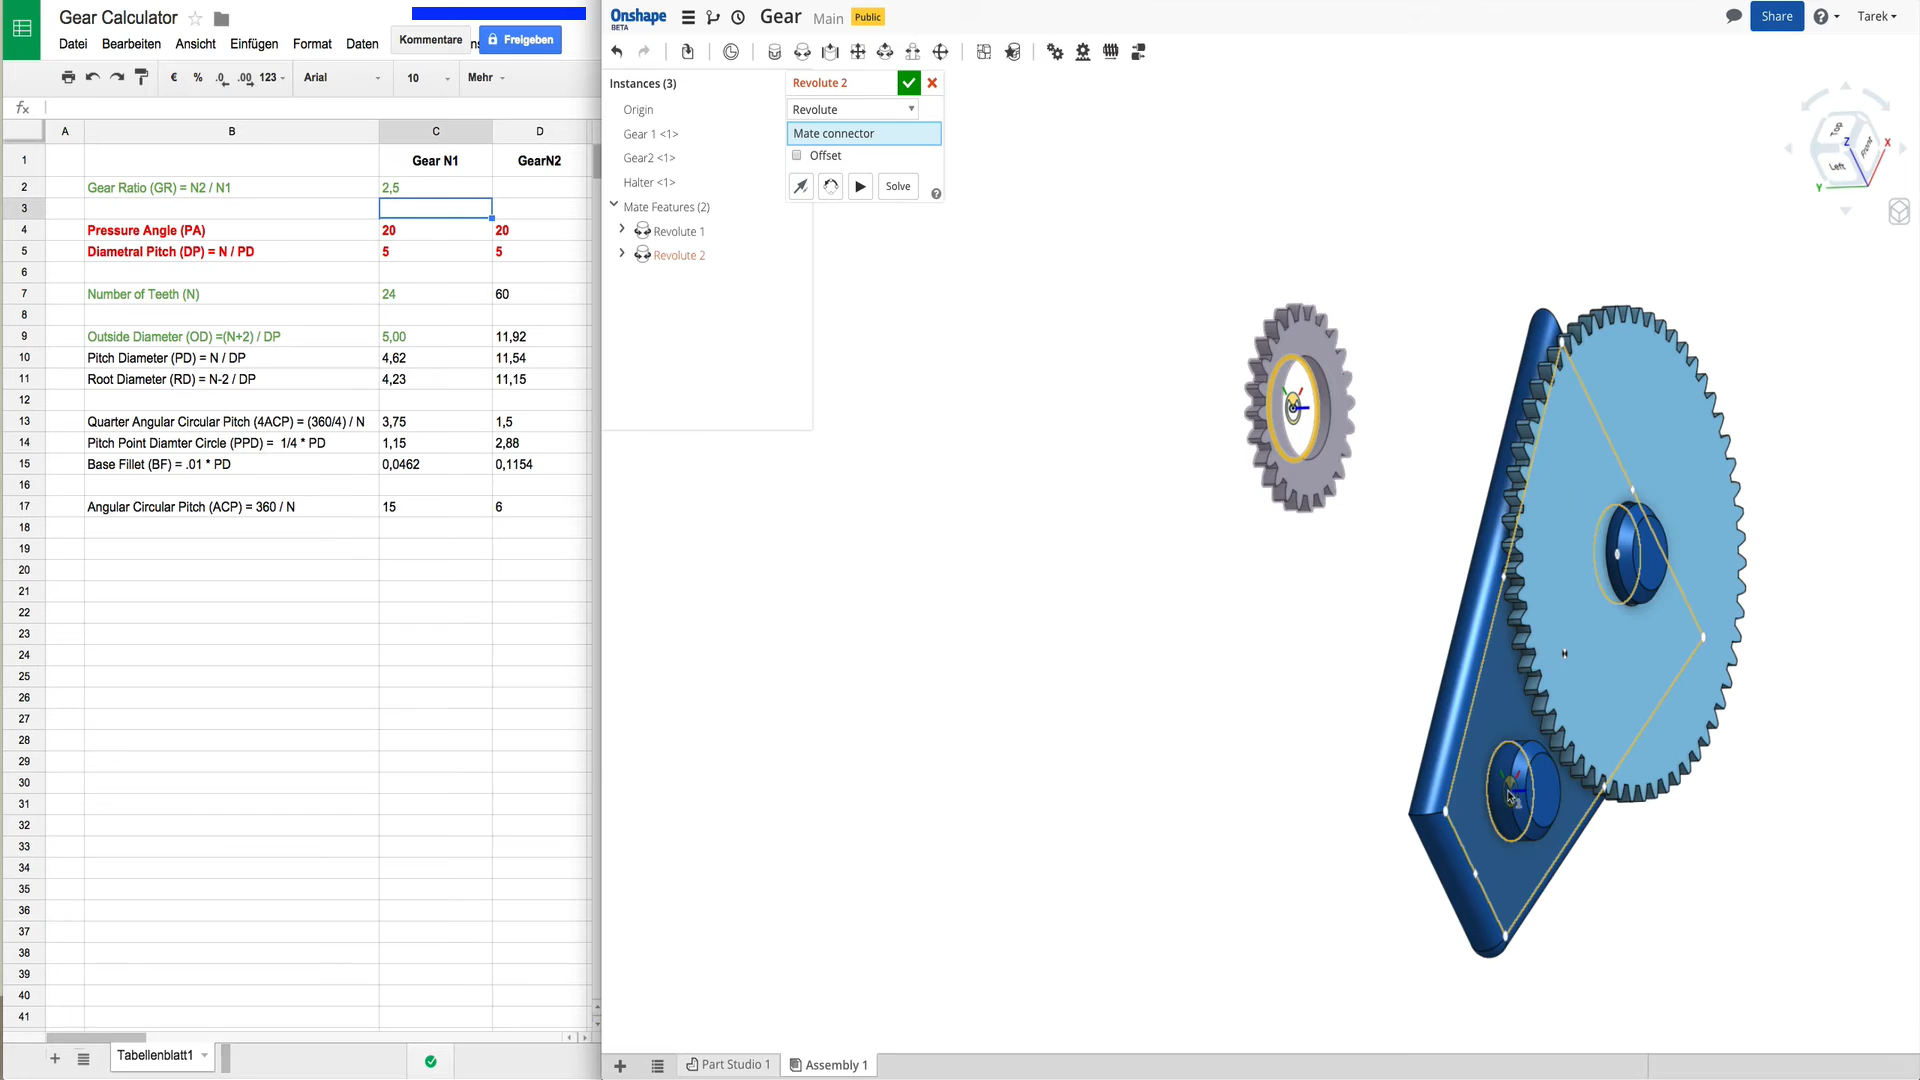 Gear Calculator
Datei Bearbeiten Ansicht Einfügen Format Daten
Kommentare
Freigeben
€ % .0 .00 123 Arial 10 Mehr
fx
A B C D
1 Gear N1 GearN2
2 Gear Ratio (GR) = N2 / N1 2,5
3
4 Pressure Angle (PA) 20 20
5 Diametral Pitch (DP) = N / PD 5 5
6
7 Number of Teeth (N) 24 60
8
9 Outside Diameter (OD) =(N+2) / DP 5,00 11,92
10 Pitch Diameter (PD) = N / DP 4,62 11,54
11 Root Diameter (RD) = N-2 / DP 4,23 11,15
12
13 Quarter Angular Circular Pitch (4ACP) = (360/4) / N 3,75 1,5
14 Pitch Point Diamter Circle (PPD) = 1/4 * PD 1,15 2,88
15 Base Fillet (BF) = .01 * PD 0,0462 0,1154
16
17 Angular Circular Pitch (ACP) = 360 / N 15 6
18
19
20
21
22
23
24
25
26
27
28
29
30
31
32
33
34
35
36
37
38
39
40
41
Tabellenblatt1
Onshape
BETA
Gear Main Public
Share
Tarek
Instances (3)
Origin
Gear 1 <1>
Gear2 <1>
Halter <1>
Mate Features (2)
Revolute 1
Revolute 2
Revolute 2
Revolute
Mate connector
Offset
Solve
Top
Front
Left
Z
X
Y
Part Studio 1
Assembly 1